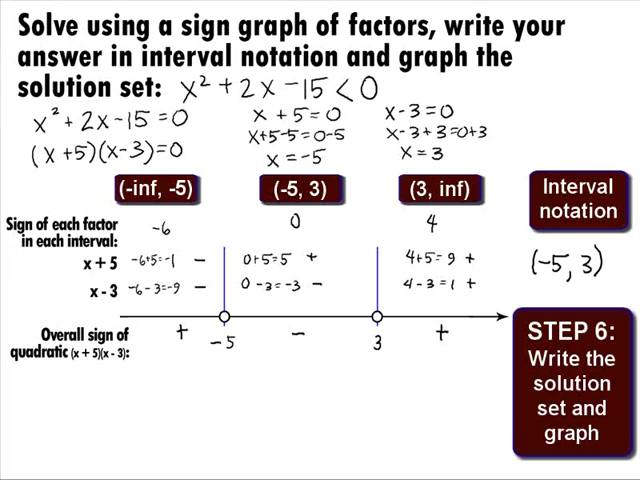 Solve using a sign graph of factors, write your
answer in interval notation and graph the
solution set: x² + 2x - 15 < 0
x² + 2x - 15 = 0
(x + 5)(x - 3) = 0
x + 5 = 0
x+5-5 = 0-5
x = -5
x - 3 = 0
x - 3 + 3 = 0 + 3
x = 3
(-inf, -5)
(-5, 3)
(3, inf)
Interval
notation
Sign of each factor
in each interval:
-6
0
4
x + 5
-6+5=-1 -
0+5=5 +
4+5=9 +
(-5, 3)
x - 3
-6-3=-9 -
0-3=-3 -
4-3=1 +
Overall sign of
quadratic (x + 5)(x - 3):
+
-5
-
3
+
STEP 6:
Write the
solution
set and
graph